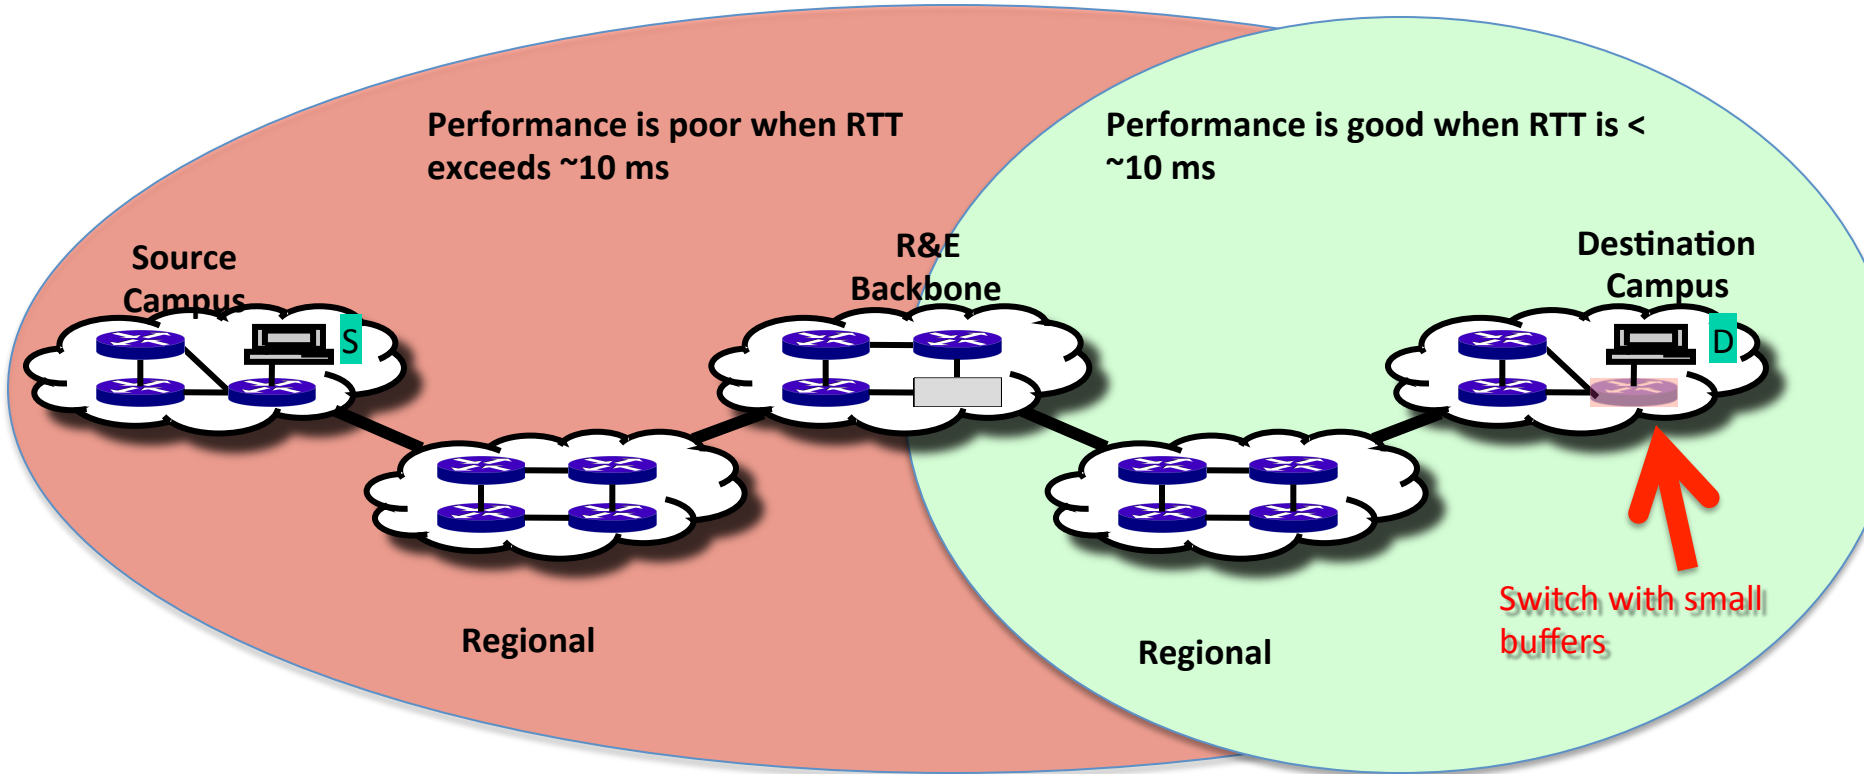 Performance is poor when RTT
exceeds ~10 ms
Performance is good when RTT is <
~10 ms
Source
Campus
R&E
Backbone
Destination
Campus
S
D
Regional
Regional
Switch with small
buffers